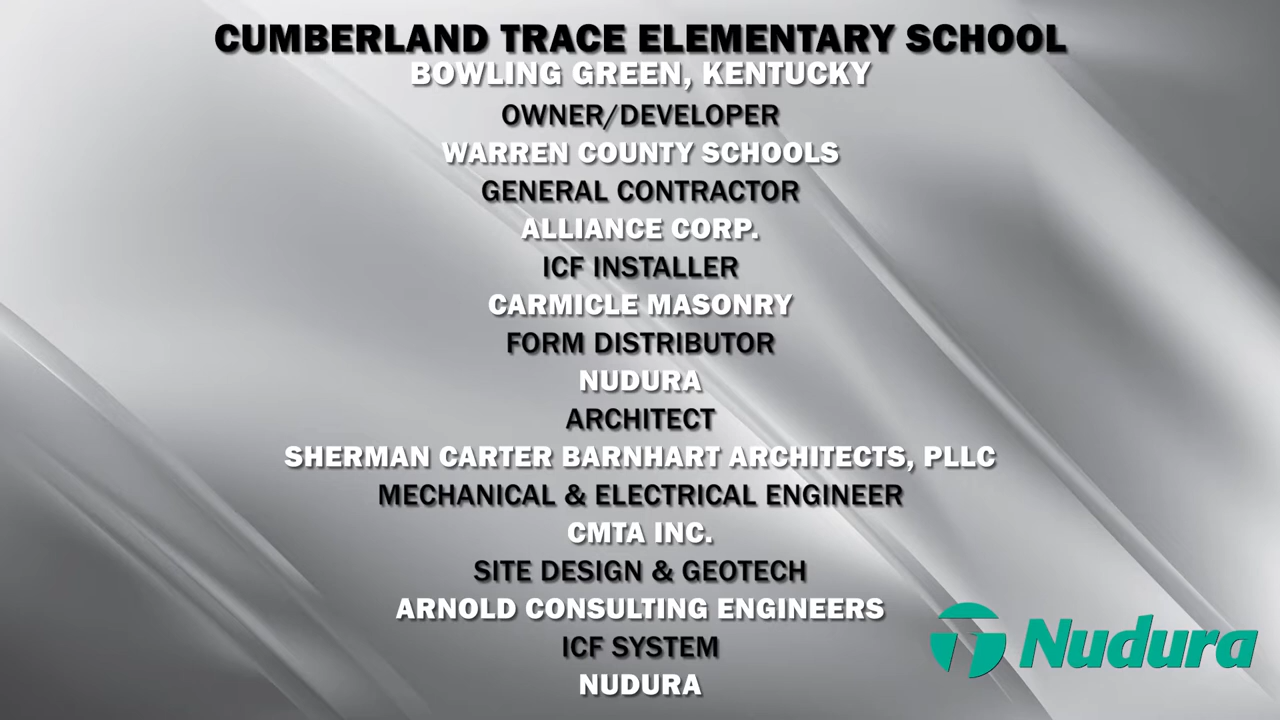 CUMBERLAND TRACE ELEMENTARY SCHOOL
BOWLING GREEN, KENTUCKY
OWNER/DEVELOPER
WARREN COUNTY SCHOOLS
GENERAL CONTRACTOR
ALLIANCE CORP.
ICF INSTALLER
CARMICLE MASONRY
FORM DISTRIBUTOR
NUDURA
ARCHITECT
SHERMAN CARTER BARNHART ARCHITECTS, PLLC
MECHANICAL & ELECTRICAL ENGINEER
CMTA INC.
SITE DESIGN & GEOTECH
ARNOLD CONSULTING ENGINEERS
ICF SYSTEM
NUDURA
Nudura